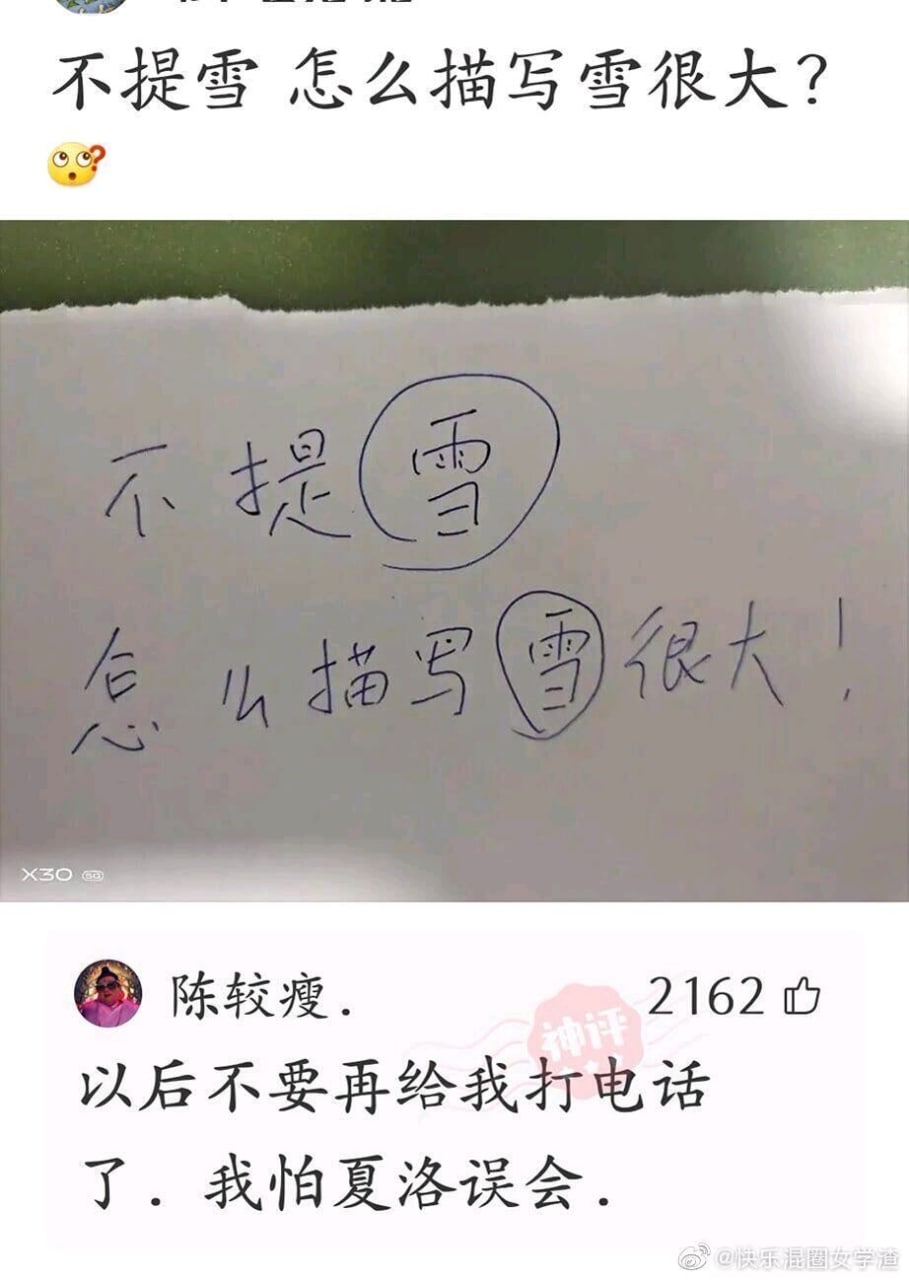 不提雪 怎么描写雪很大？
不提雪
怎么描写雪很大！
X30 5G
陈较瘦.
2162
神评
以后不要再给我打电话
了.我怕夏洛误会.
@快乐混圈女学渣